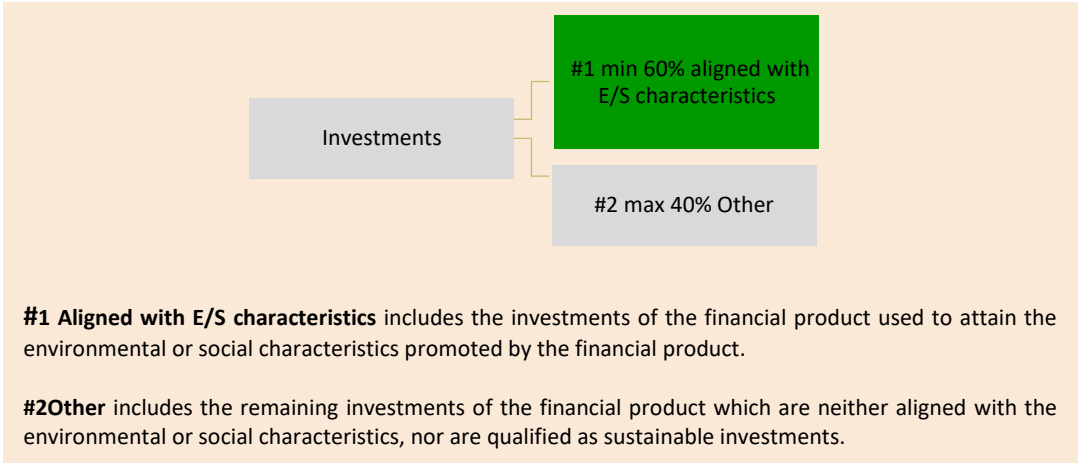 #1 min 60% aligned with
E/S characteristics
Investments
#2 max 40% Other
#1 Aligned with E/S characteristics includes the investments of the financial product used to attain the
environmental or social characteristics promoted by the financial product.
#2Other includes the remaining investments of the financial product which are neither aligned with the
environmental or social characteristics, nor are qualified as sustainable investments.